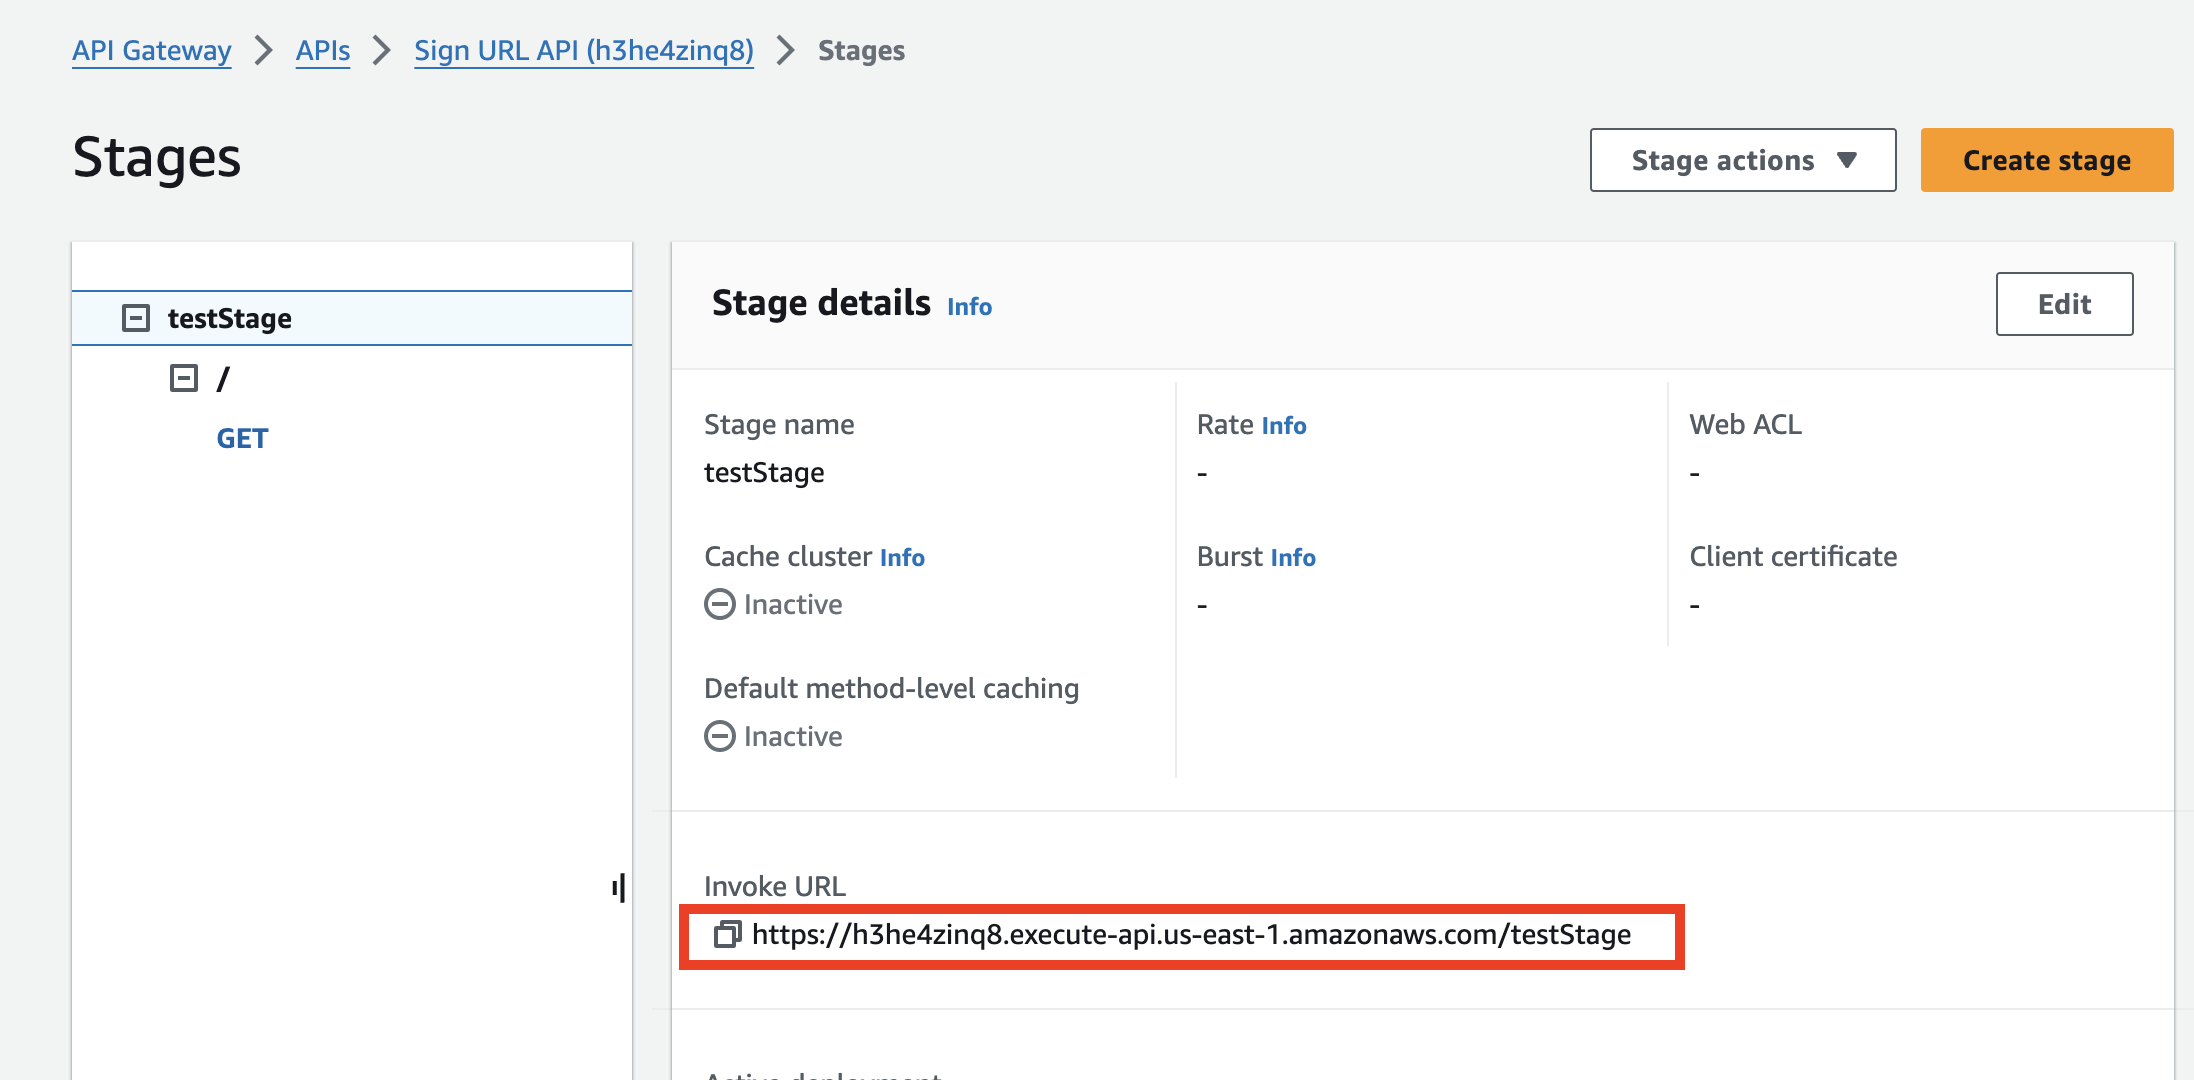 API Gateway > APIs > Sign URL API (h3he4zinq8) > Stages
Stages
Stage actions
Create stage
testStage
/
GET
Stage details Info
Edit
Stage name
testStage
Rate Info
-
Web ACL
-
Cache cluster Info
Inactive
Burst Info
-
Client certificate
-
Default method-level caching
Inactive
Invoke URL
https://h3he4zinq8.execute-api.us-east-1.amazonaws.com/testStage
Active deployment